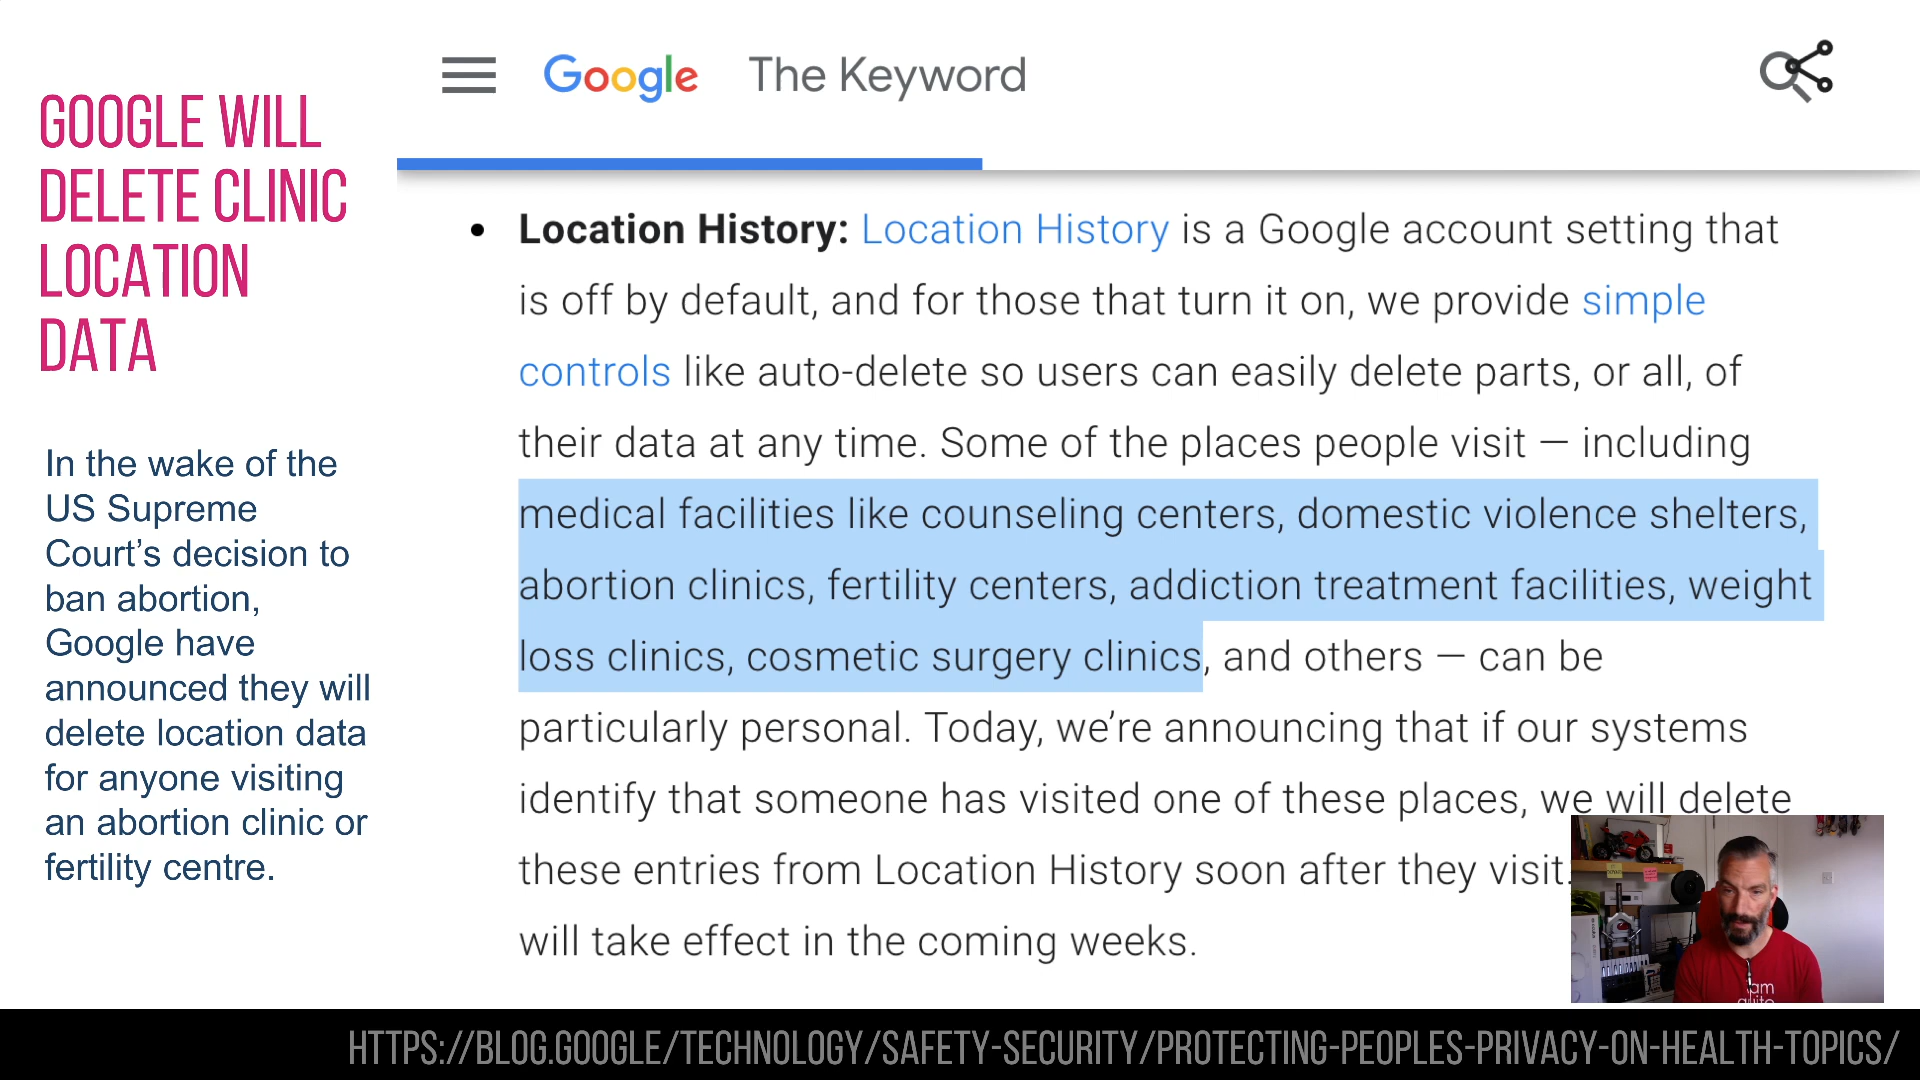 GOOGLE WILL
DELETE CLINIC
LOCATION
DATA
In the wake of the
US Supreme
Court’s decision to
ban abortion,
Google have
announced they will
delete location data
for anyone visiting
an abortion clinic or
fertility centre.
Google The Keyword
• Location History: Location History is a Google account setting that
is off by default, and for those that turn it on, we provide simple
controls like auto-delete so users can easily delete parts, or all, of
their data at any time. Some of the places people visit — including
medical facilities like counseling centers, domestic violence shelters,
abortion clinics, fertility centers, addiction treatment facilities, weight
loss clinics, cosmetic surgery clinics, and others — can be
particularly personal. Today, we’re announcing that if our systems
identify that someone has visited one of these places, we will delete
these entries from Location History soon after they visit.
will take effect in the coming weeks.
am
HTTPS://BLOG.GOOGLE/TECHNOLOGY/SAFETY-SECURITY/PROTECTING-PEOPLES-PRIVACY-ON-HEALTH-TOPICS/